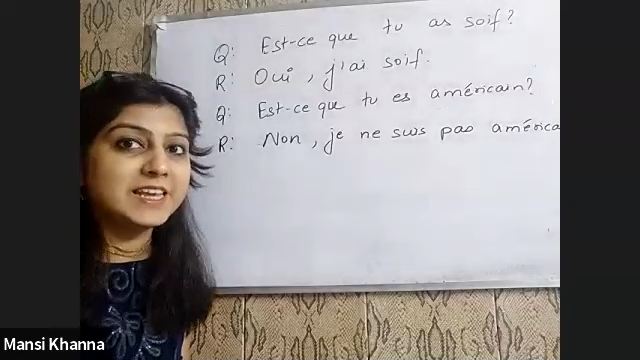 Q: Est-ce que tu as soif?
R: Oui, j'ai soif.
Q: Est-ce que tu es américain?
R: Non, je ne suis pas américa
Mansi Khanna